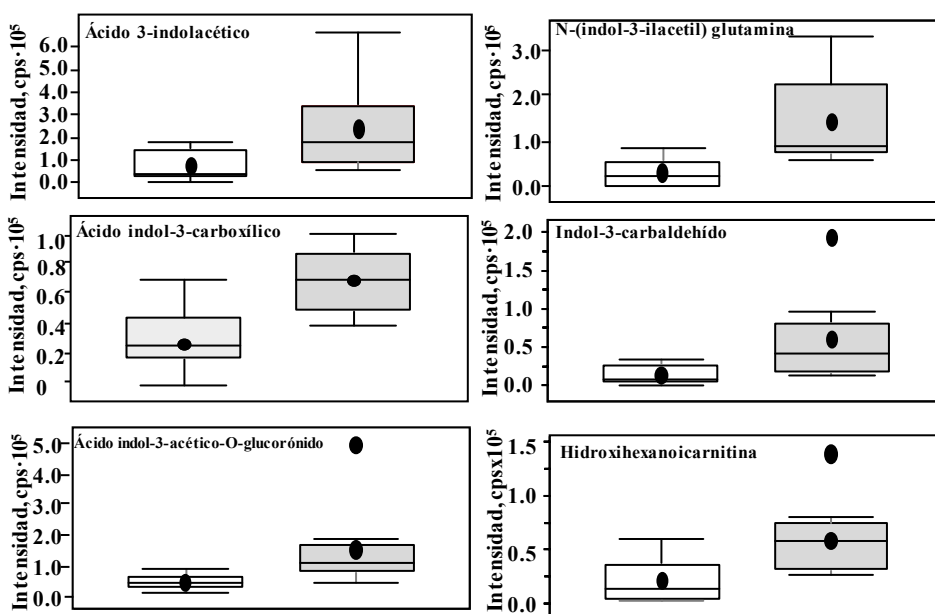 Ácido 3-indolacético
Intensidad, cps·10⁵
6.0
5.0
4.0
3.0
2.0
1.0
0.0
N-(indol-3-ilacetil) glutamina
Intensidad, cps·10⁵
3.0
2.0
1.0
0.0
Ácido indol-3-carboxílico
Intensidad, cps·10⁵
1.0
0.8
0.6
0.4
0.2
0
Indol-3-carbaldehído
Intensidad, cps·10⁵
2.0
1.5
1.0
0.5
0.0
Ácido indol-3-acético-O-glucorónido
Intensidad, cps·10⁵
5.0
4.0
3.0
2.0
1.0
0.0
Hidroxihexanoicarnitina
Intensidad, cpsx10⁵
1.5
1.0
0.5
0.0